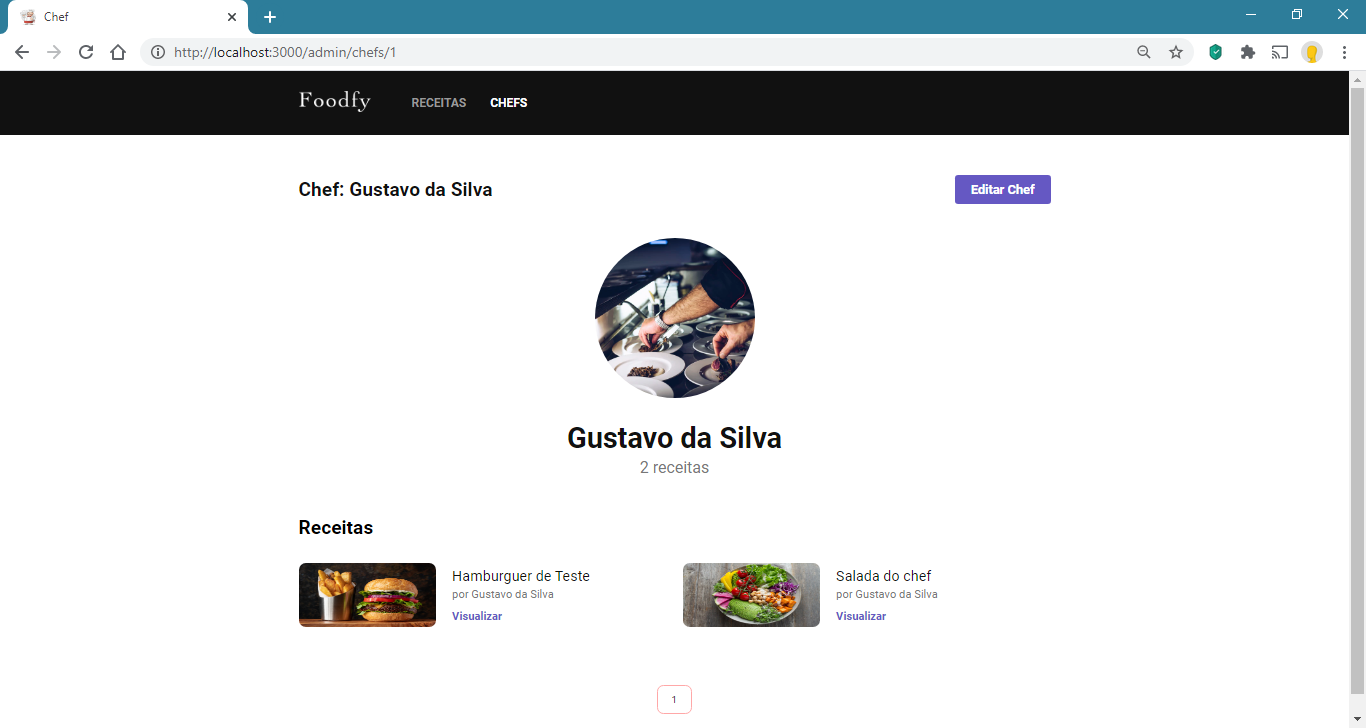 Chef
http://localhost:3000/admin/chefs/1
Foodfy RECEITAS CHEFS
Chef: Gustavo da Silva Editar Chef
Gustavo da Silva
2 receitas
Receitas
Hamburguer de Teste
por Gustavo da Silva
Visualizar
Salada do chef
por Gustavo da Silva
Visualizar
1